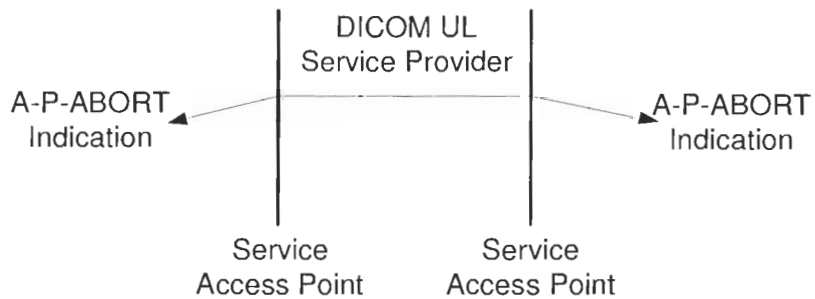 DICOM UL
Service Provider
A-P-ABORT
Indication
A-P-ABORT
Indication
Service
Access Point
Service
Access Point